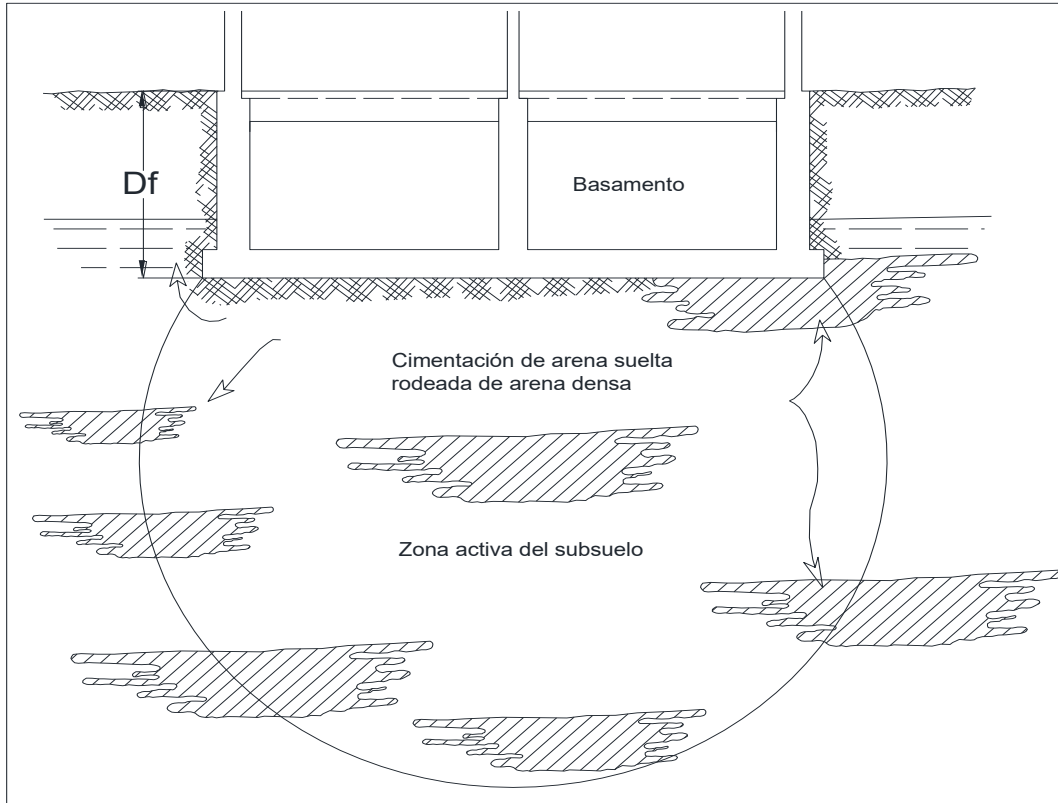 Df
Basamento
Cimentación de arena suelta
rodeada de arena densa
Zona activa del subsuelo